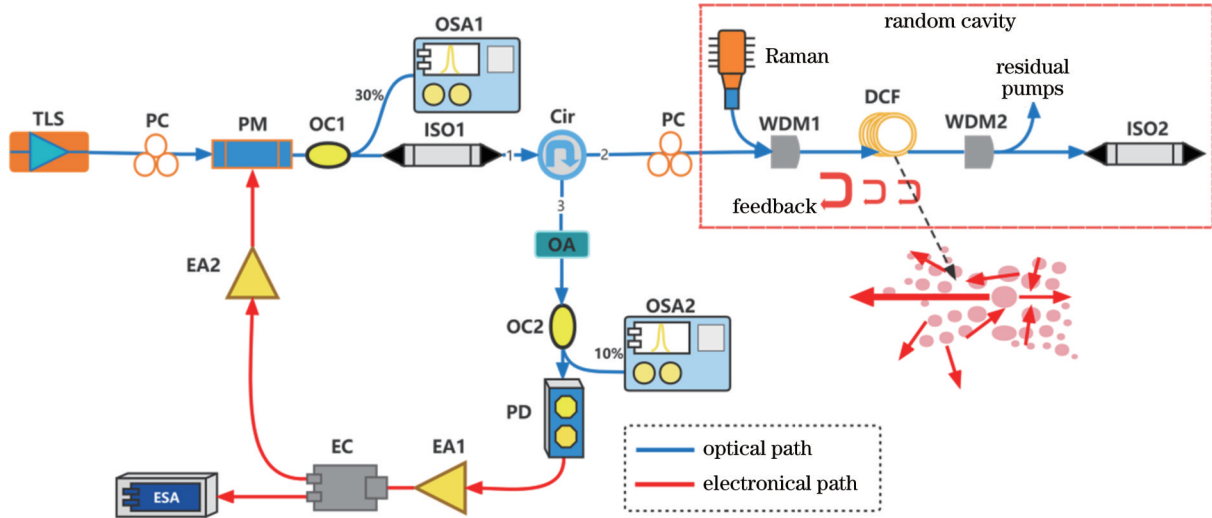 random cavity
OSA1
Raman
residual
pumps
30%
TLS
PC
PM
OC1
ISO1
Cir
PC
WDM1
DCF
WDM2
ISO2
1
2
3
feedback
OA
EA2
OC2
OSA2
10%
PD
EC
EA1
ESA
optical path
electronical path